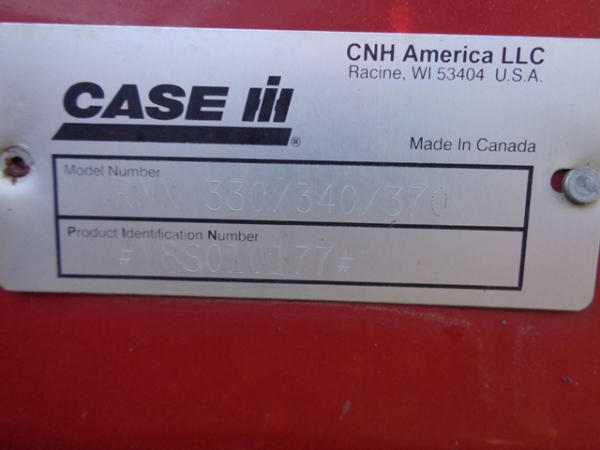 CNH America LLC
Racine, WI 53404 U.S.A.
CASE IH
®
Made In Canada
Model Number
RMX 330/340/370
Product Identification Number